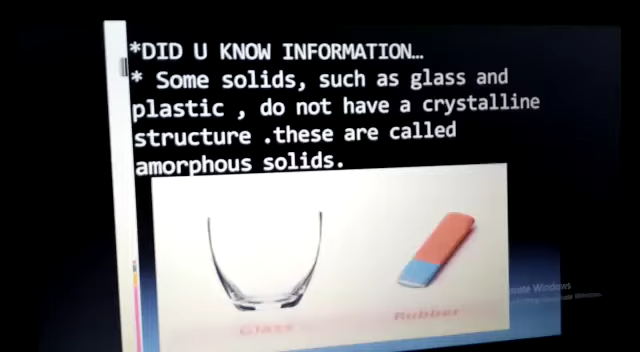 *DID U KNOW INFORMATION…
* Some solids, such as glass and
plastic , do not have a crystalline
structure .these are called
amorphous solids.
Glass
Rubber
Windows